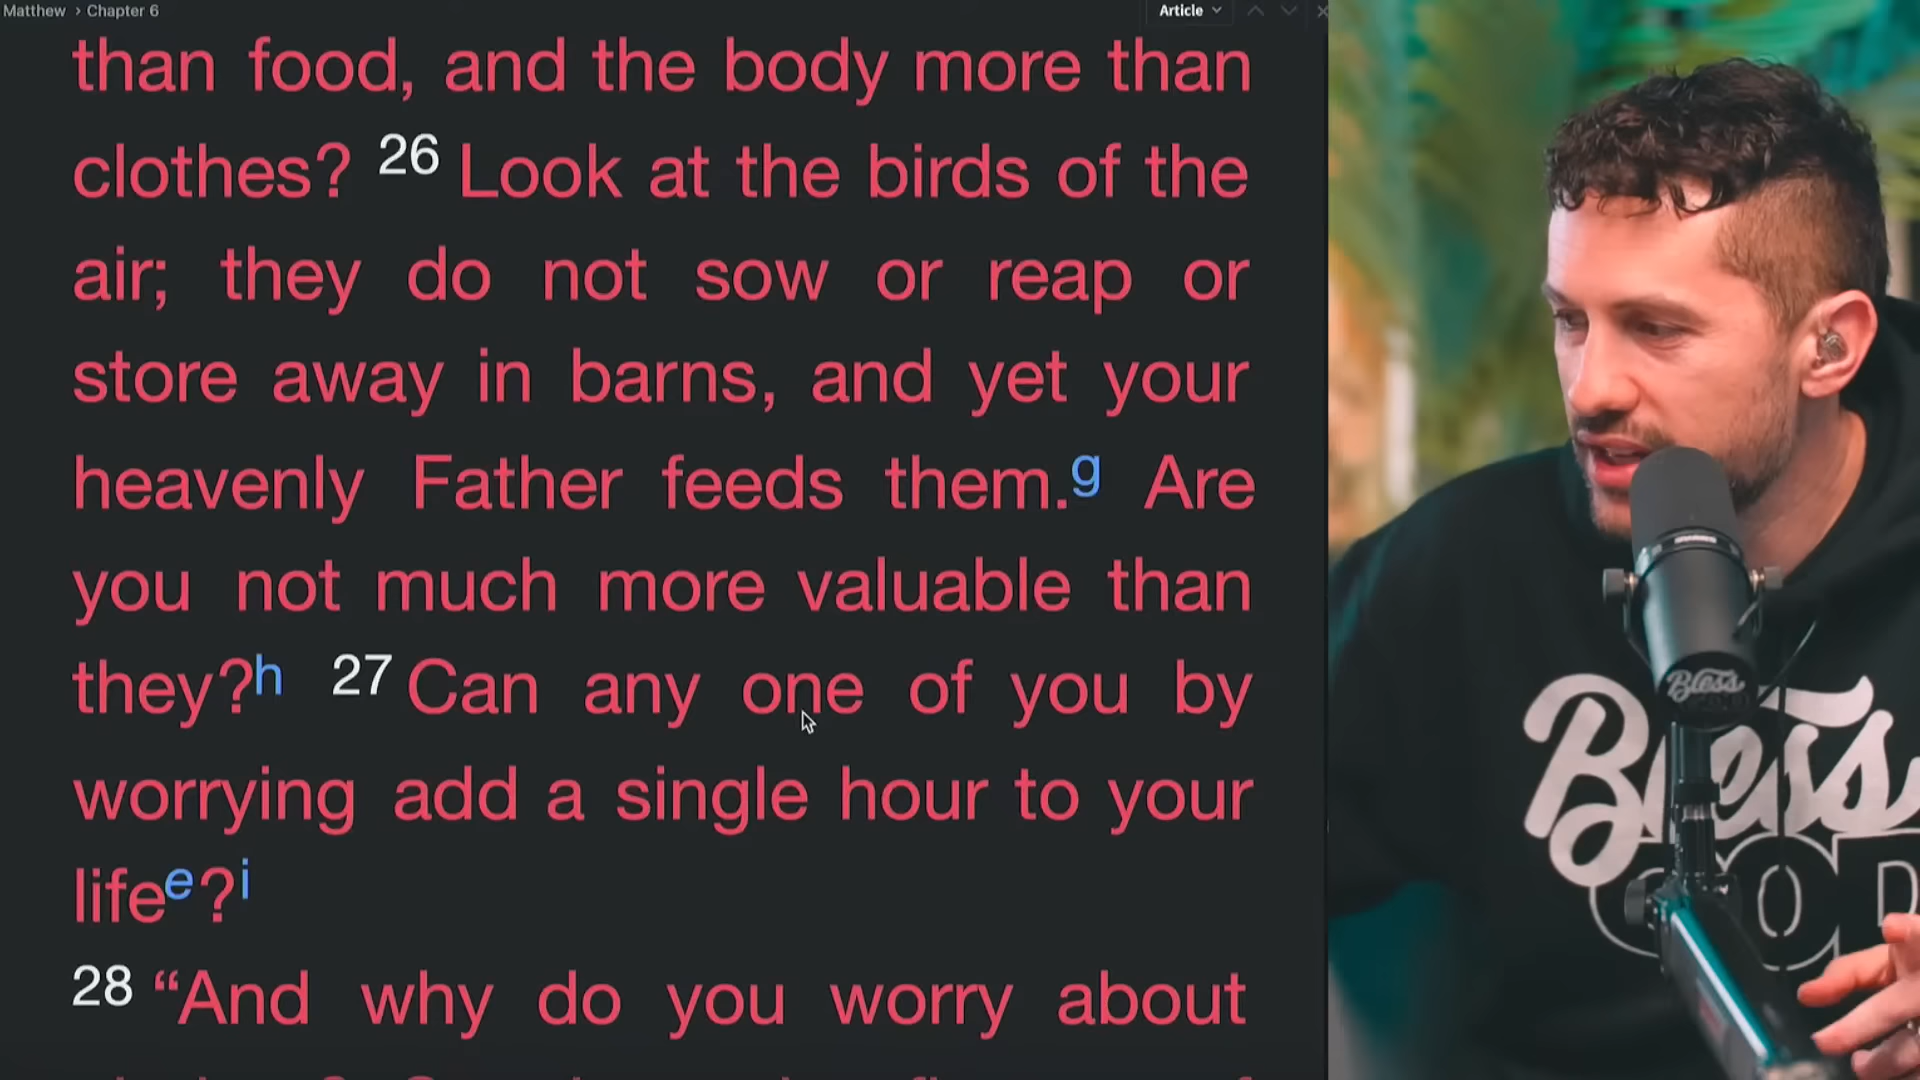 Matthew › Chapter 6
Article
than food, and the body more than
clothes? 26 Look at the birds of the
air; they do not sow or reap or
store away in barns, and yet your
heavenly Father feeds them.g Are
you not much more valuable than
they?h 27 Can any one of you by
worrying add a single hour to your
lifee?i
28 “And why do you worry about
Bless
Bless
GOD